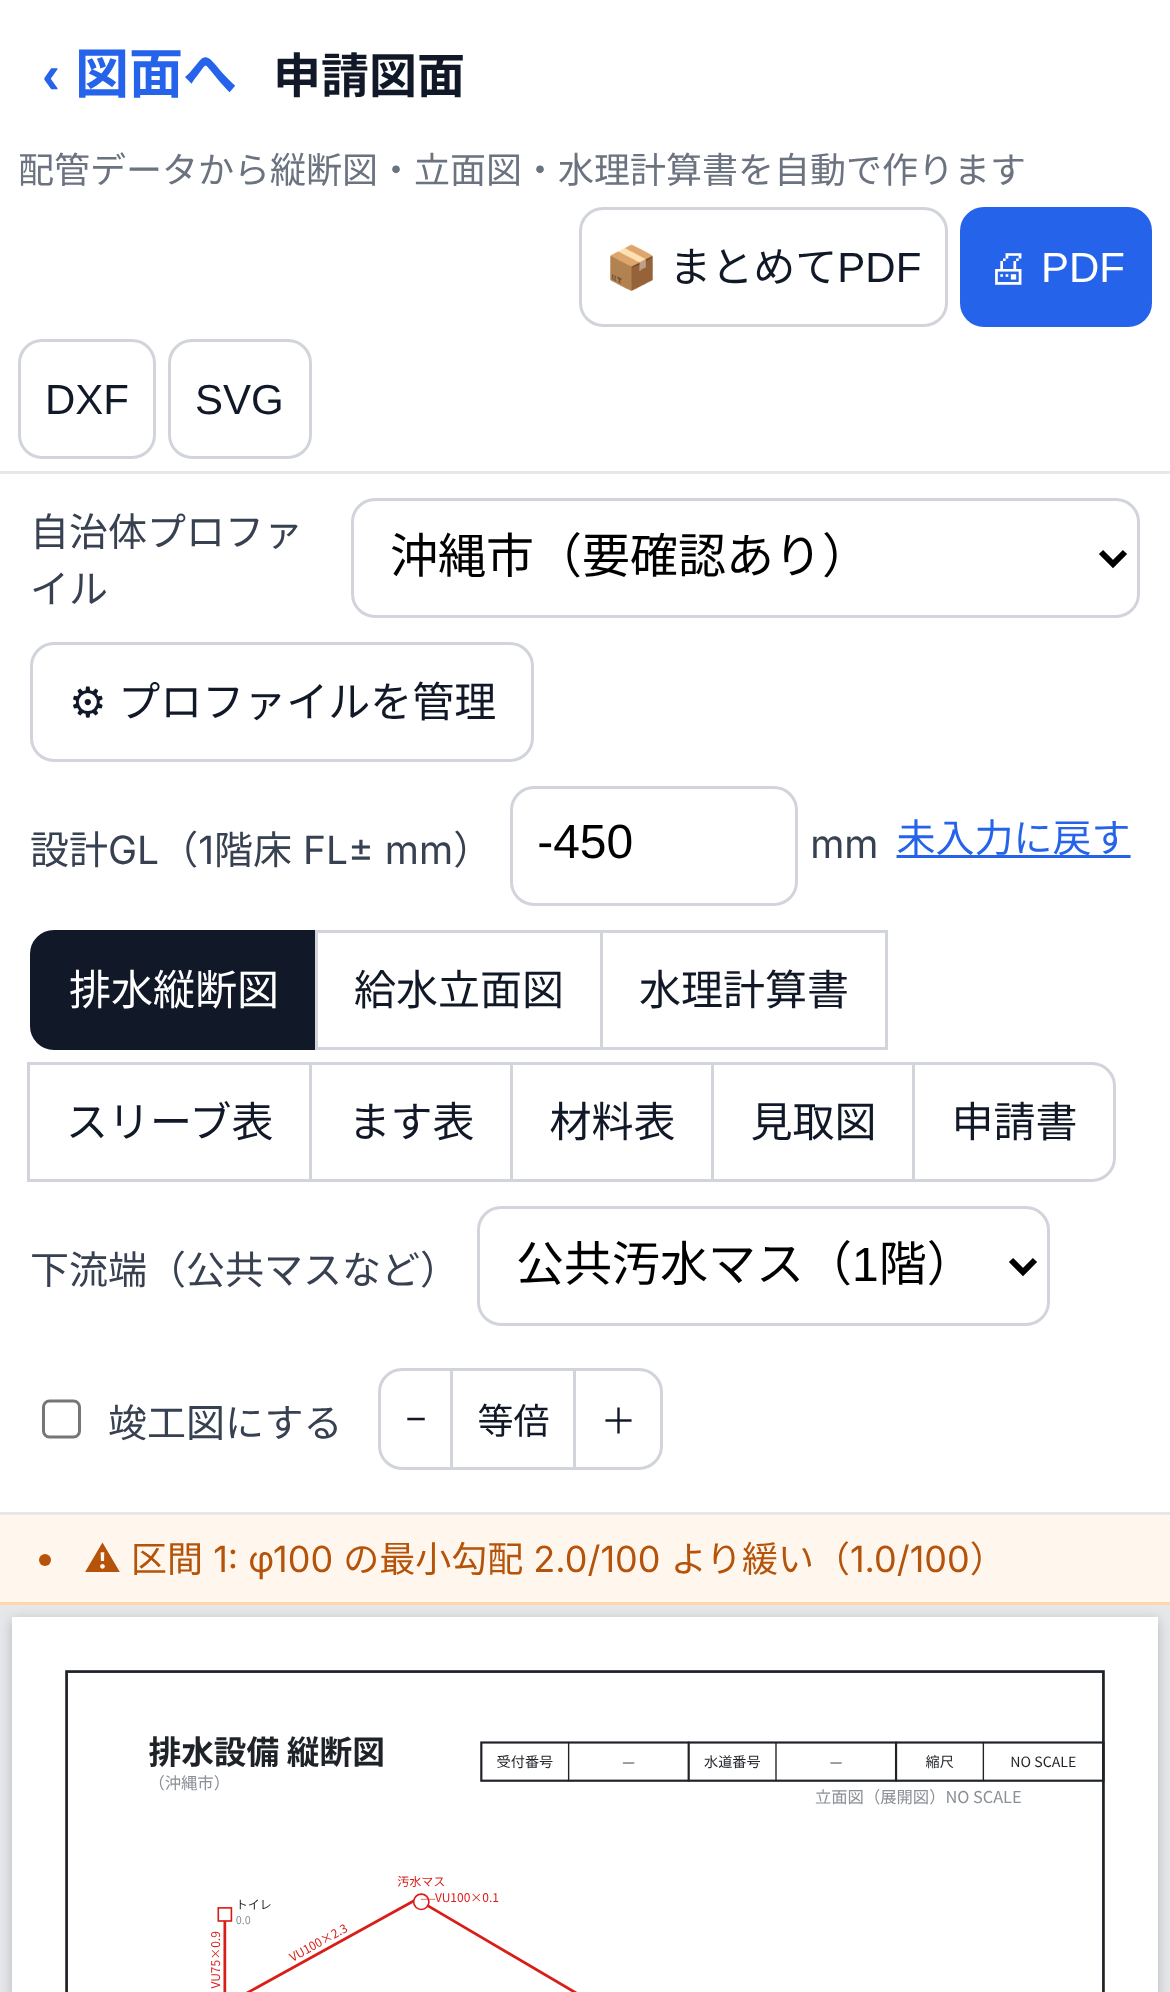 ‹ 図面へ 申請図面
配管データから縦断図・立面図・水理計算書を自動で作ります
📦 まとめてPDF 🖨 PDF
DXF SVG
自治体プロファ
イル
沖縄市（要確認あり）
⚙ プロファイルを管理
設計GL（1階床 FL± mm） -450 mm 未入力に戻す
排水縦断図 給水立面図 水理計算書
スリーブ表 ます表 材料表 見取図 申請書
下流端（公共マスなど） 公共汚水マス（1階）
竣工図にする − 等倍 ＋
• ⚠ 区間 1: φ100 の最小勾配 2.0/100 より緩い（1.0/100）
排水設備 縦断図
（沖縄市）
受付番号 — 水道番号 — 縮尺 NO SCALE
立面図（展開図）NO SCALE
汚水マス
VU100×0.1
トイレ
0.0
VU100×2.3
VU75×0.9